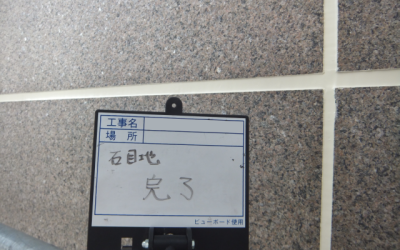 工事名
場所
石目地
完了
ビューボード使用